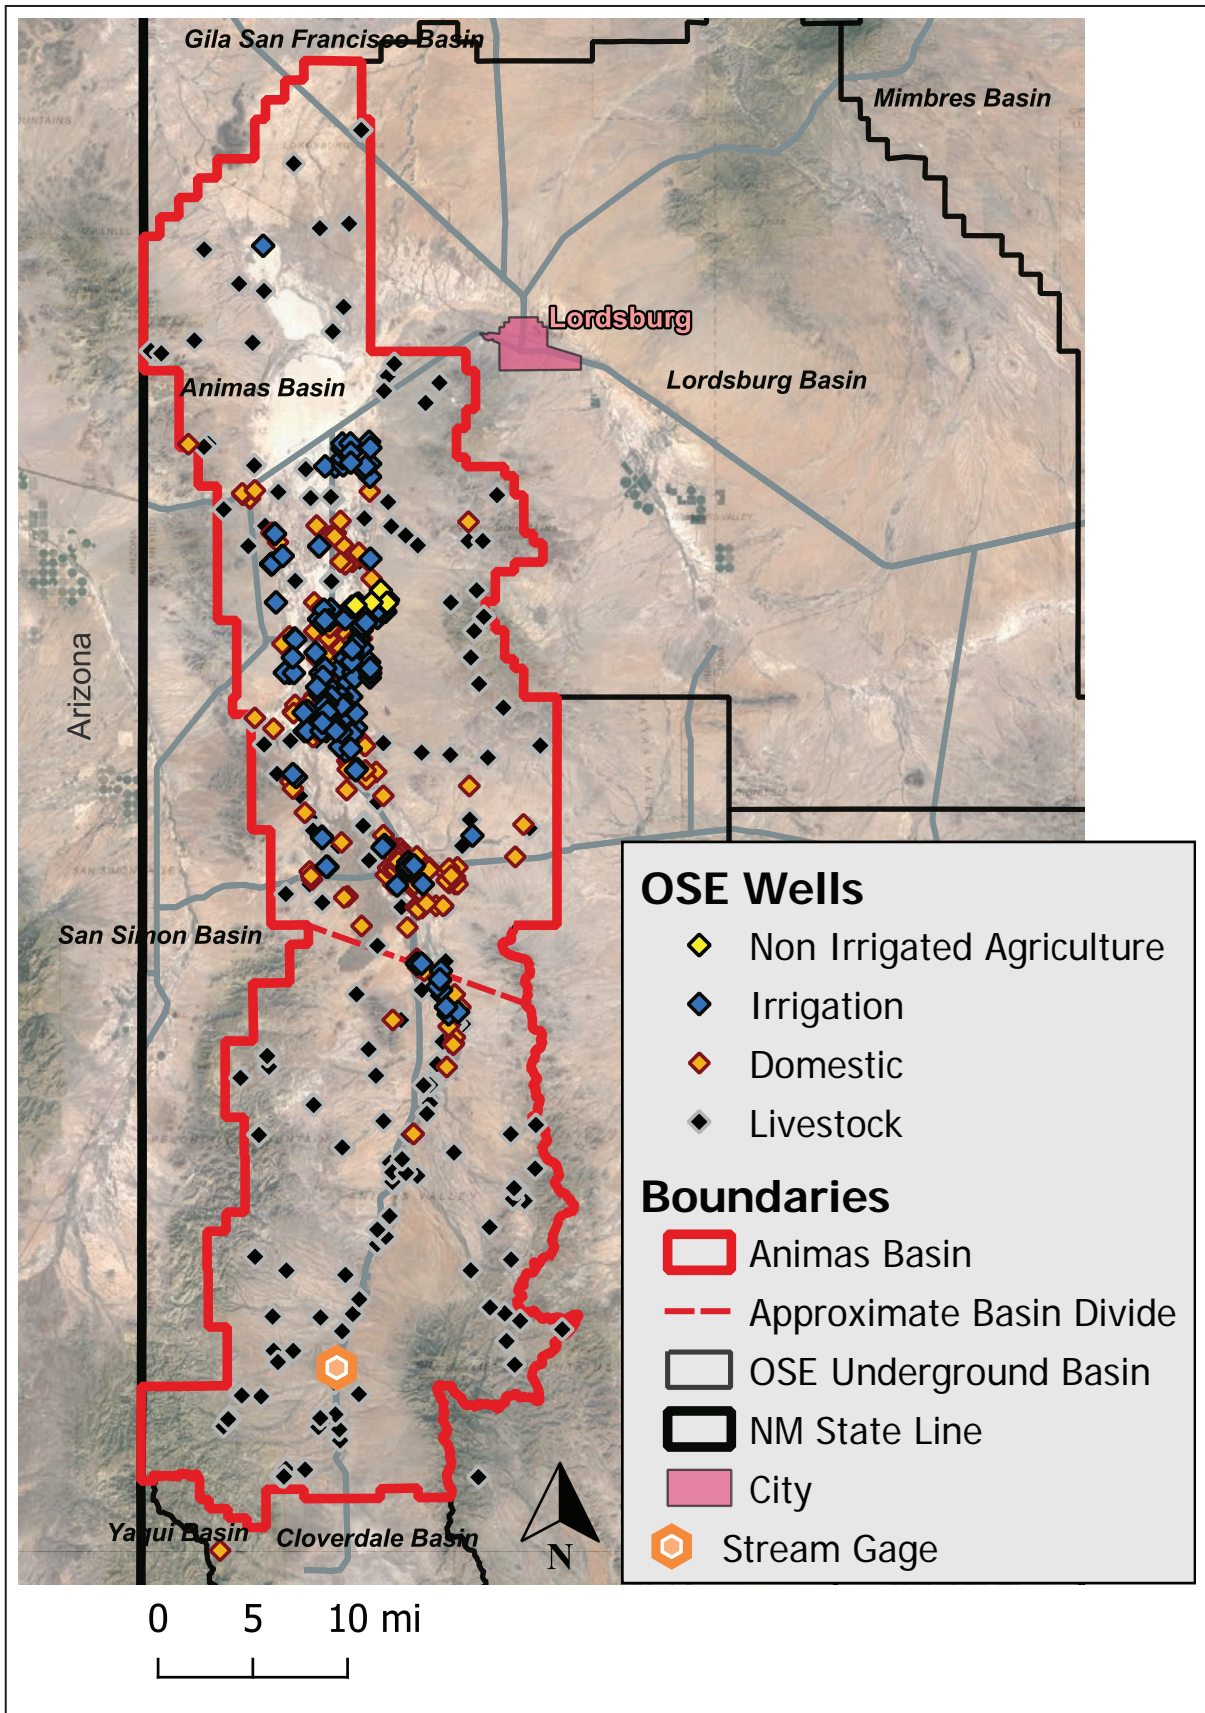 Gila San Francisco Basin
Mimbres Basin
Lordsburg
Animas Basin
Lordsburg Basin
Arizona
San Simon Basin
ANIMAS VALLEY
Yaqui Basin
Cloverdale Basin
N
OSE Wells
Non Irrigated Agriculture
Irrigation
Domestic
Livestock
Boundaries
Animas Basin
Approximate Basin Divide
OSE Underground Basin
NM State Line
City
Stream Gage
0 5 10 mi